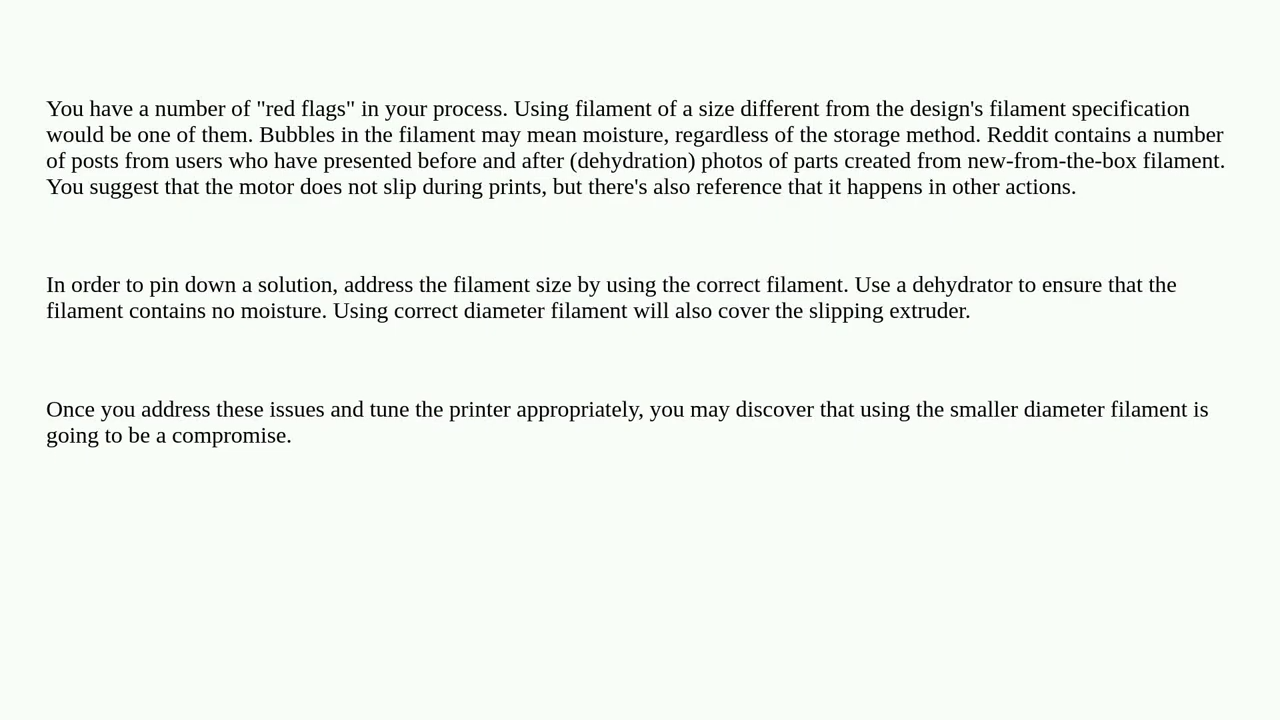 You have a number of "red flags" in your process. Using filament of a size different from the design's filament specification
would be one of them. Bubbles in the filament may mean moisture, regardless of the storage method. Reddit contains a number
of posts from users who have presented before and after (dehydration) photos of parts created from new-from-the-box filament.
You suggest that the motor does not slip during prints, but there's also reference that it happens in other actions.
In order to pin down a solution, address the filament size by using the correct filament. Use a dehydrator to ensure that the
filament contains no moisture. Using correct diameter filament will also cover the slipping extruder.
Once you address these issues and tune the printer appropriately, you may discover that using the smaller diameter filament is
going to be a compromise.